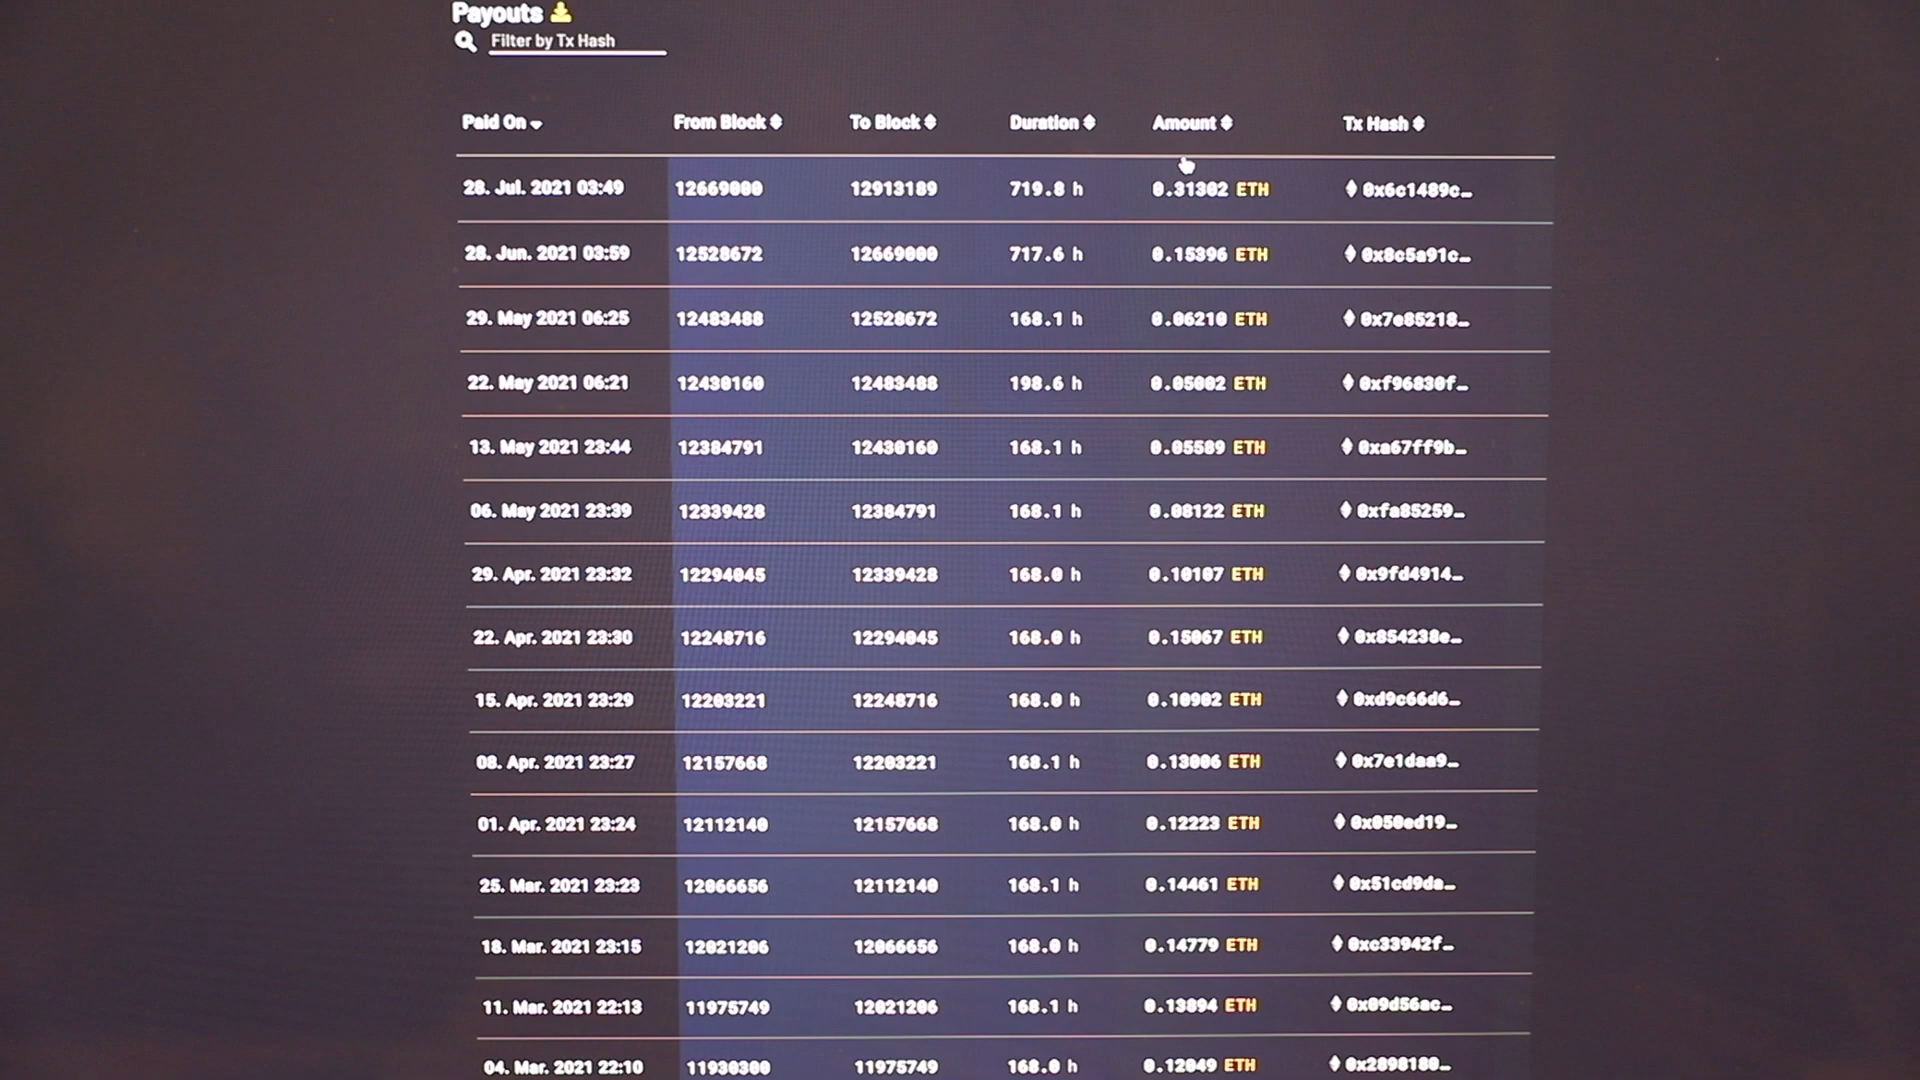 Payouts
Filter by Tx Hash
Paid On From Block To Block Duration Amount Tx Hash
28. Jul. 2021 03:49 12669000 12913189 719.8 h 0.31302 ETH 0x6c1489c…
28. Jun. 2021 03:59 12528672 12669000 717.6 h 0.15396 ETH 0x8c5a91c…
29. May 2021 06:25 12483488 12528672 168.1 h 0.06210 ETH 0x7e85218…
22. May 2021 06:21 12430160 12483488 198.6 h 0.05002 ETH 0xf96830f…
13. May 2021 23:44 12384791 12430160 168.1 h 0.05589 ETH 0xa67ff9b…
06. May 2021 23:39 12339428 12384791 168.1 h 0.08122 ETH 0xfa85259…
29. Apr. 2021 23:32 12294045 12339428 168.0 h 0.10107 ETH 0x9fd4914…
22. Apr. 2021 23:30 12248716 12294045 168.0 h 0.15067 ETH 0x854238e…
15. Apr. 2021 23:29 12203221 12248716 168.0 h 0.10902 ETH 0xd9c66d6…
08. Apr. 2021 23:27 12157668 12203221 168.1 h 0.13006 ETH 0x7e1daa9…
01. Apr. 2021 23:24 12112140 12157668 168.0 h 0.12223 ETH 0x050ed19…
25. Mar. 2021 23:23 12066656 12112140 168.1 h 0.14461 ETH 0x51cd9da…
18. Mar. 2021 23:15 12021206 12066656 168.0 h 0.14779 ETH 0xc33942f…
11. Mar. 2021 22:13 11975749 12021206 168.1 h 0.13894 ETH 0x09d56ac…
04. Mar. 2021 22:10 11930300 11975749 168.0 h 0.12049 ETH 0x2890180…